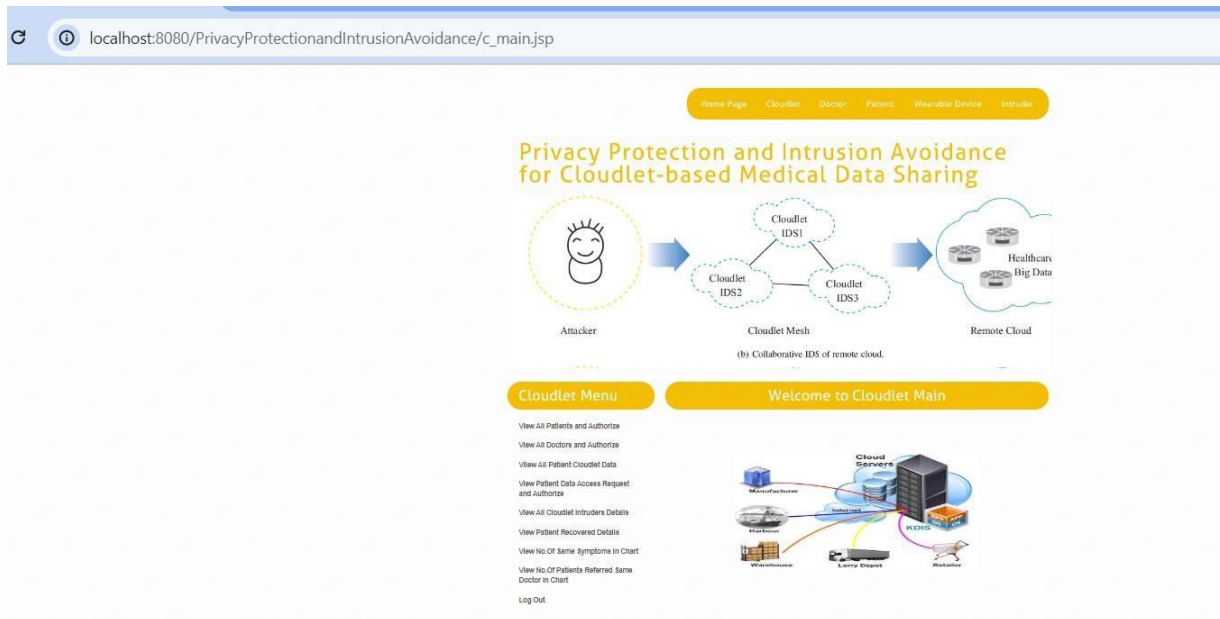 localhost:8080/PrivacyProtectionandIntrusionAvoidance/c_main.jsp
Home Page Cloudlet Doctor Patient Wearable Device Intruder
Privacy Protection and Intrusion Avoidance
for Cloudlet-based Medical Data Sharing
Cloudlet
IDS1
Cloudlet
IDS2
Cloudlet
IDS3
Healthcare
Big Data
Attacker
Cloudlet Mesh
Remote Cloud
(b) Collaborative IDS of remote cloud.
Cloudlet Menu
View All Patients and Authorize
View All Doctors and Authorize
View All Patient Cloudlet Data
View Patient Data Access Request
and Authorize
View All Cloudlet Intruders Details
View Patient Recovered Details
View No.Of Same Symptoms in Chart
View No.Of Patients Referred Same
Doctor in Chart
Log Out
Welcome to Cloudlet Main
Cloud
Servers
Manufacturer
Internet
KDIS
Harbour
Warehouse
Lorry Depot
Retailer